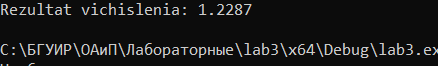 Rezultat vichislenia: 1.2287
C:\БГУИР\ОАиП\Лабораторные\lab3\x64\Debug\lab3.ex